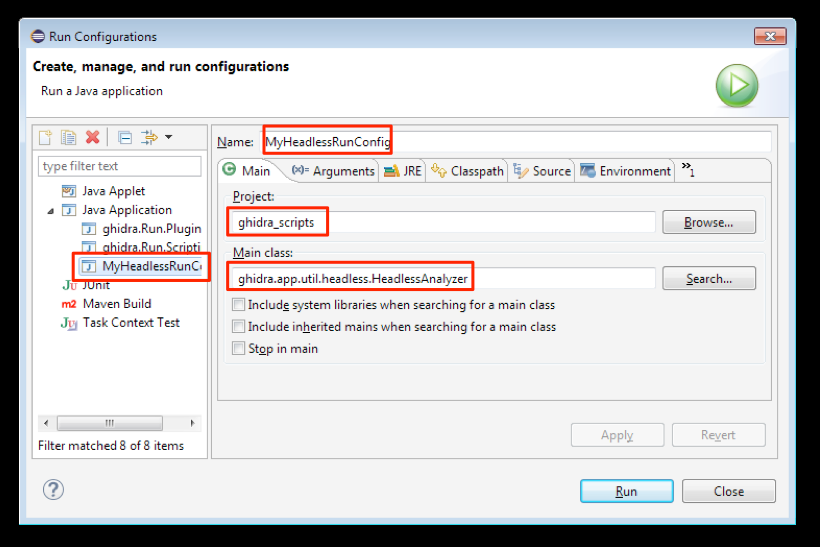 Run Configurations
Create, manage, and run configurations
Run a Java application
type filter text
Java Applet
Java Application
ghidra.Run.Plugin
ghidra.Run.Scripti
MyHeadlessRunC
JUnit
m2 Maven Build
Task Context Test
Filter matched 8 of 8 items
Name: MyHeadlessRunConfig
Main (x)= Arguments JRE Classpath Source Environment »1
Project:
ghidra_scripts Browse...
Main class:
ghidra.app.util.headless.HeadlessAnalyzer Search...
Include system libraries when searching for a main class
Include inherited mains when searching for a main class
Stop in main
Apply Revert
Run Close